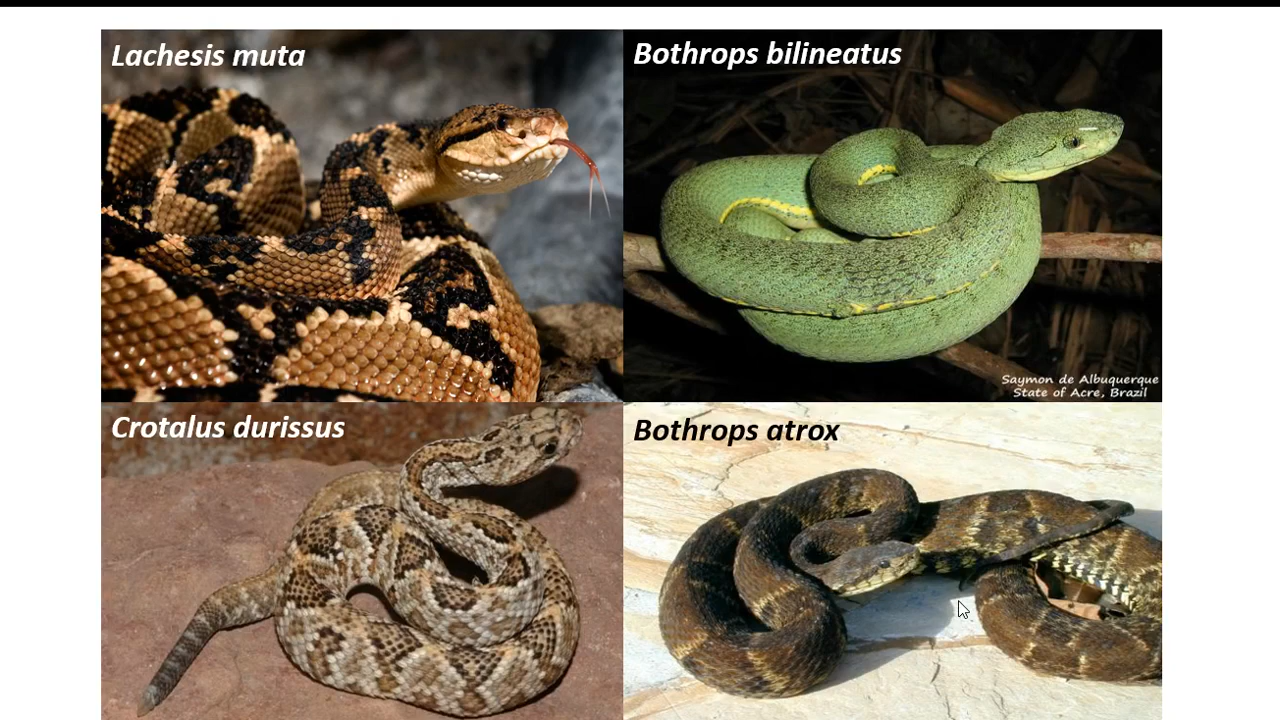 Lachesis muta
Bothrops bilineatus
Saymon de Albuquerque
State of Acre, Brazil
Crotalus durissus
Bothrops atrox